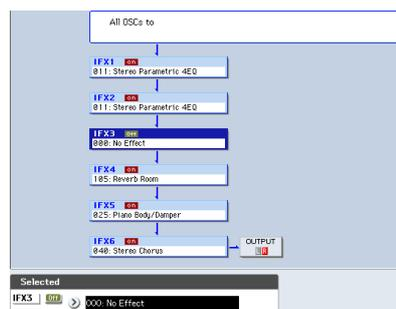 All OSCs to
IFX1 on
011: Stereo Parametric 4EQ
IFX2 on
011: Stereo Parametric 4EQ
IFX3 Off
000: No Effect
IFX4 on
105: Reverb Room
IFX5 on
025: Piano Body/Damper
IFX6 on
040: Stereo Chorus
OUTPUT
L R
Selected
IFX3 Off 000: No Effect